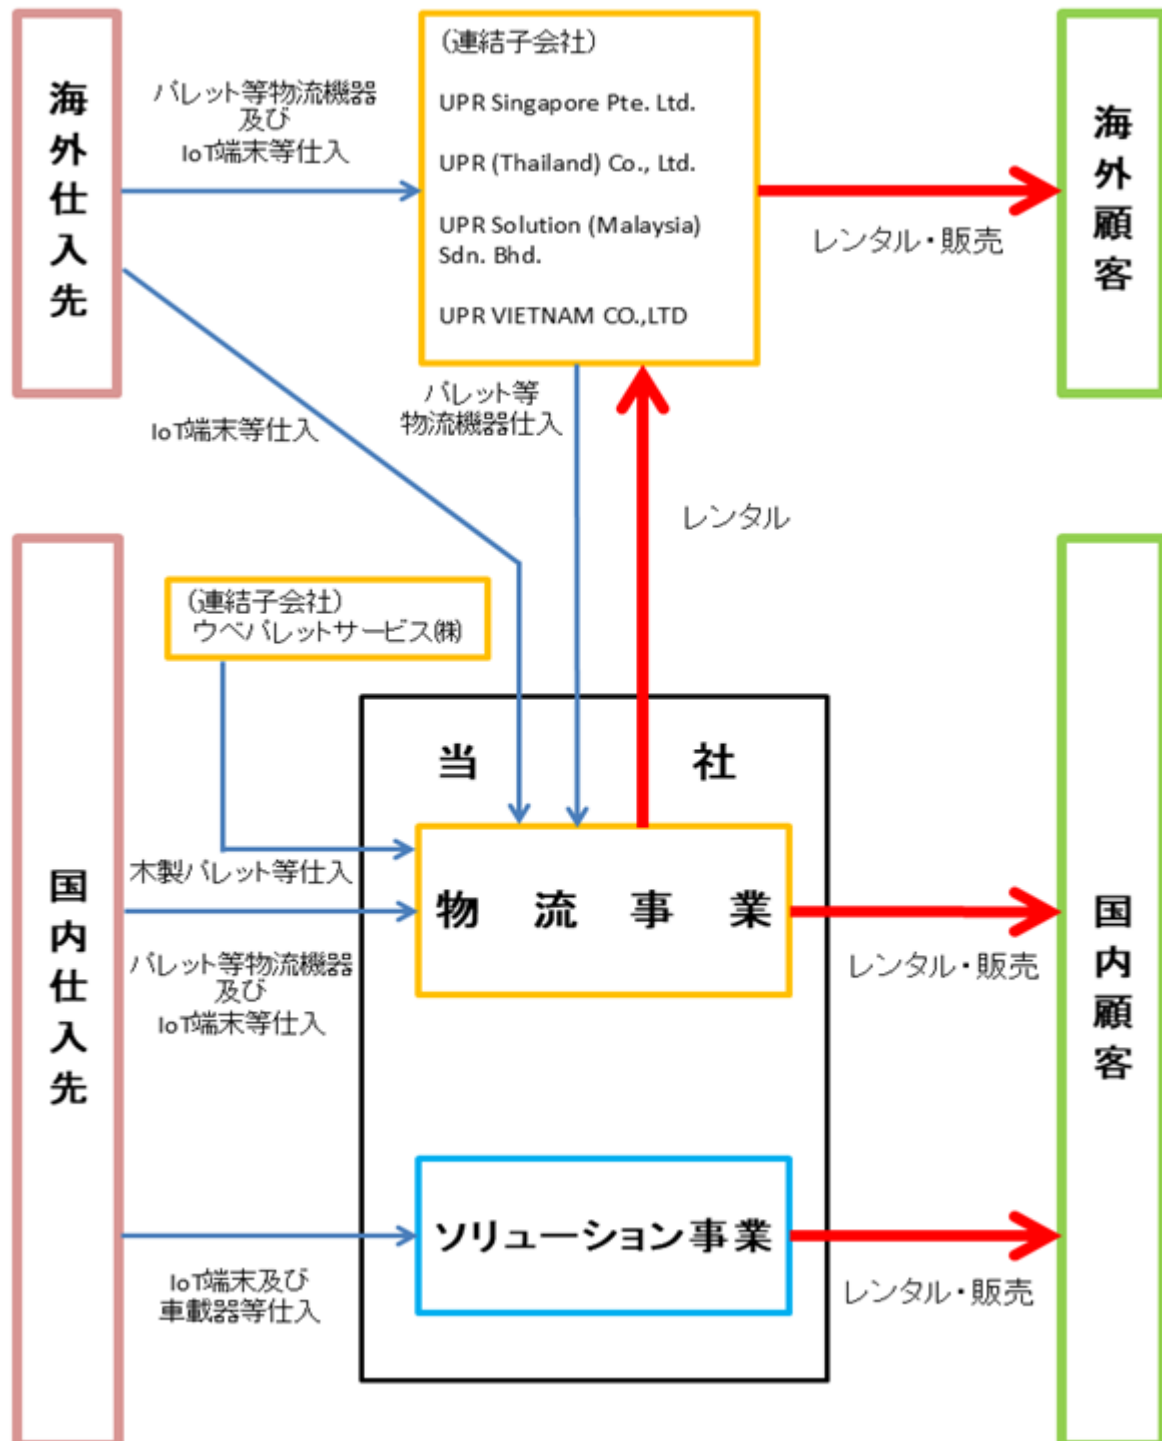 海外仕入先
パレット等物流機器
及び
IoT端末等仕入
(連結子会社)
UPR Singapore Pte. Ltd.
UPR (Thailand) Co., Ltd.
UPR Solution (Malaysia)
Sdn. Bhd.
UPR VIETNAM CO.,LTD
レンタル・販売
海外顧客
IoT端末等仕入
パレット等
物流機器仕入
レンタル
国内仕入先
(連結子会社)
ウベパレットサービス㈱
木製パレット等仕入
パレット等物流機器
及び
IoT端末等仕入
当社
物流事業
レンタル・販売
国内顧客
IoT端末及び
車載器等仕入
ソリューション事業
レンタル・販売